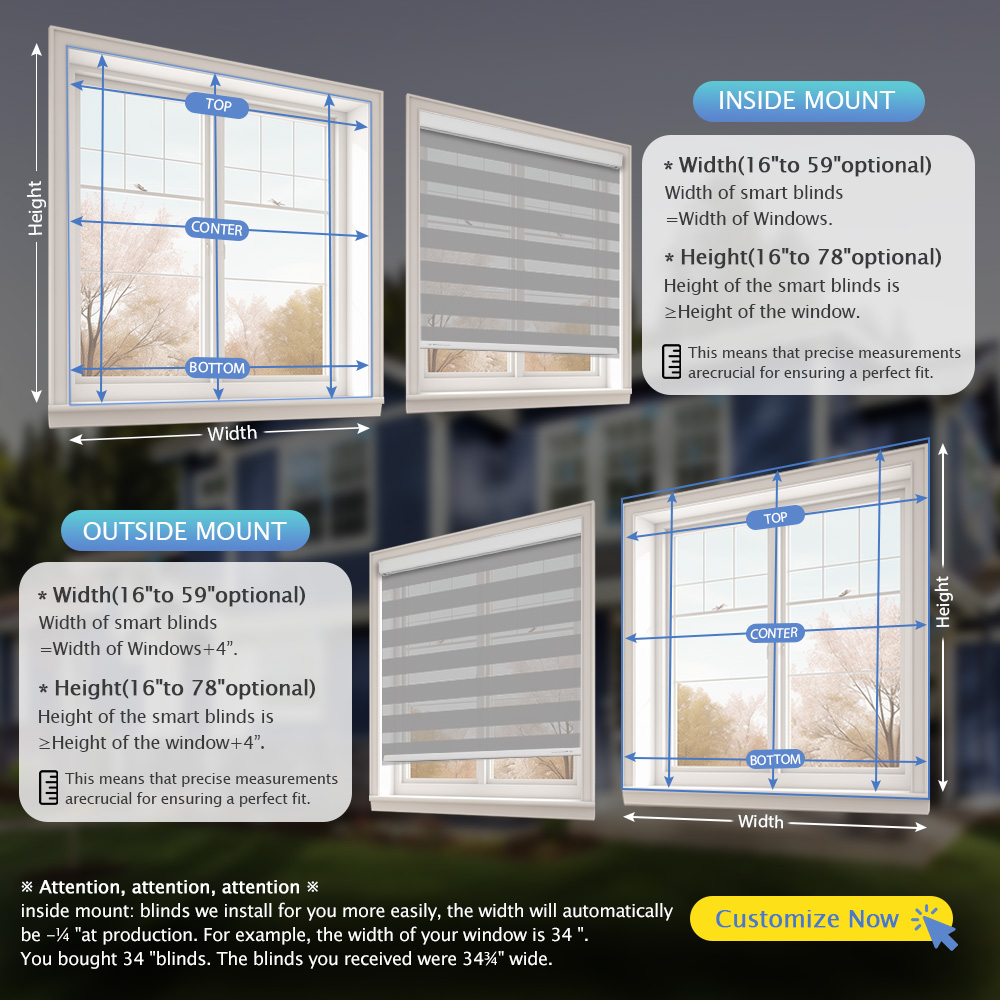 Height
TOP
CONTER
BOTTOM
Width
INSIDE MOUNT
* Width(16"to 59"optional)
Width of smart blinds
=Width of Windows.
* Height(16"to 78"optional)
Height of the smart blinds is
≥Height of the window.
This means that precise measurements
arecrucial for ensuring a perfect fit.
OUTSIDE MOUNT
* Width(16"to 59"optional)
Width of smart blinds
=Width of Windows+4”.
* Height(16"to 78"optional)
Height of the smart blinds is
≥Height of the window+4”.
This means that precise measurements
arecrucial for ensuring a perfect fit.
TOP
CONTER
BOTTOM
Height
Width
※ Attention, attention, attention ※
inside mount: blinds we install for you more easily, the width will automatically
be –¼ "at production. For example, the width of your window is 34 ".
You bought 34 "blinds. The blinds you received were 34¾" wide.
Customize Now